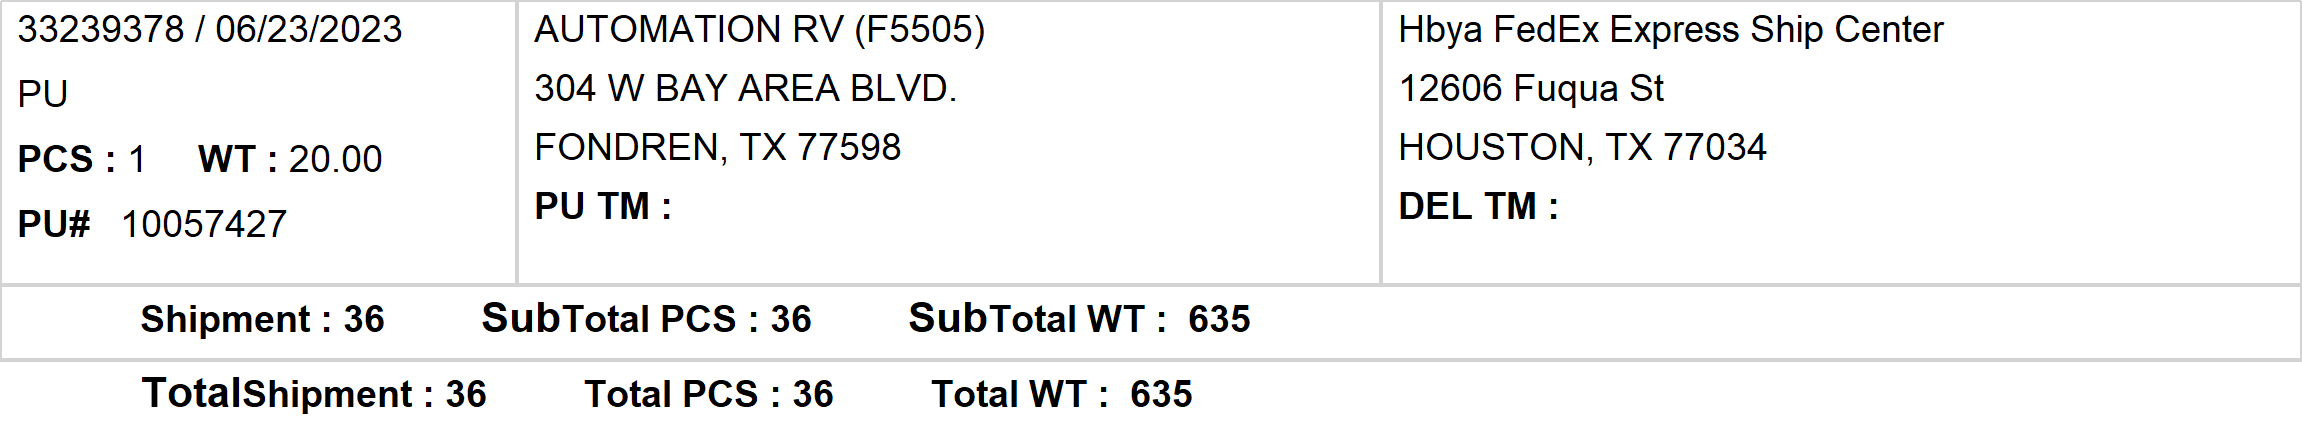 33239378 / 06/23/2023
PU
PCS : 1 WT : 20.00
PU# 10057427
AUTOMATION RV (F5505)
304 W BAY AREA BLVD.
FONDREN, TX 77598
PU TM :
Hbya FedEx Express Ship Center
12606 Fuqua St
HOUSTON, TX 77034
DEL TM :
Shipment : 36 SubTotal PCS : 36 SubTotal WT : 635
TotalShipment : 36 Total PCS : 36 Total WT : 635